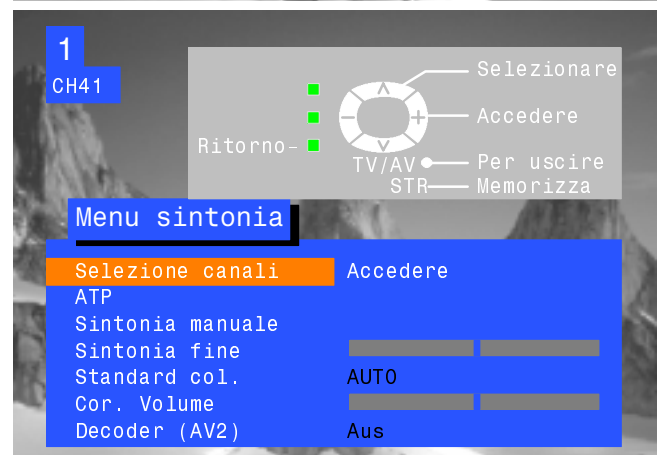 1
CH41
Selezionare
Accedere
Ritorno
Per uscire
TV/AV
STR Memorizza
Menu sintonia
Selezione canali Accedere
ATP
Sintonia manuale
Sintonia fine
Standard col. AUTO
Cor. Volume
Decoder (AV2) Aus